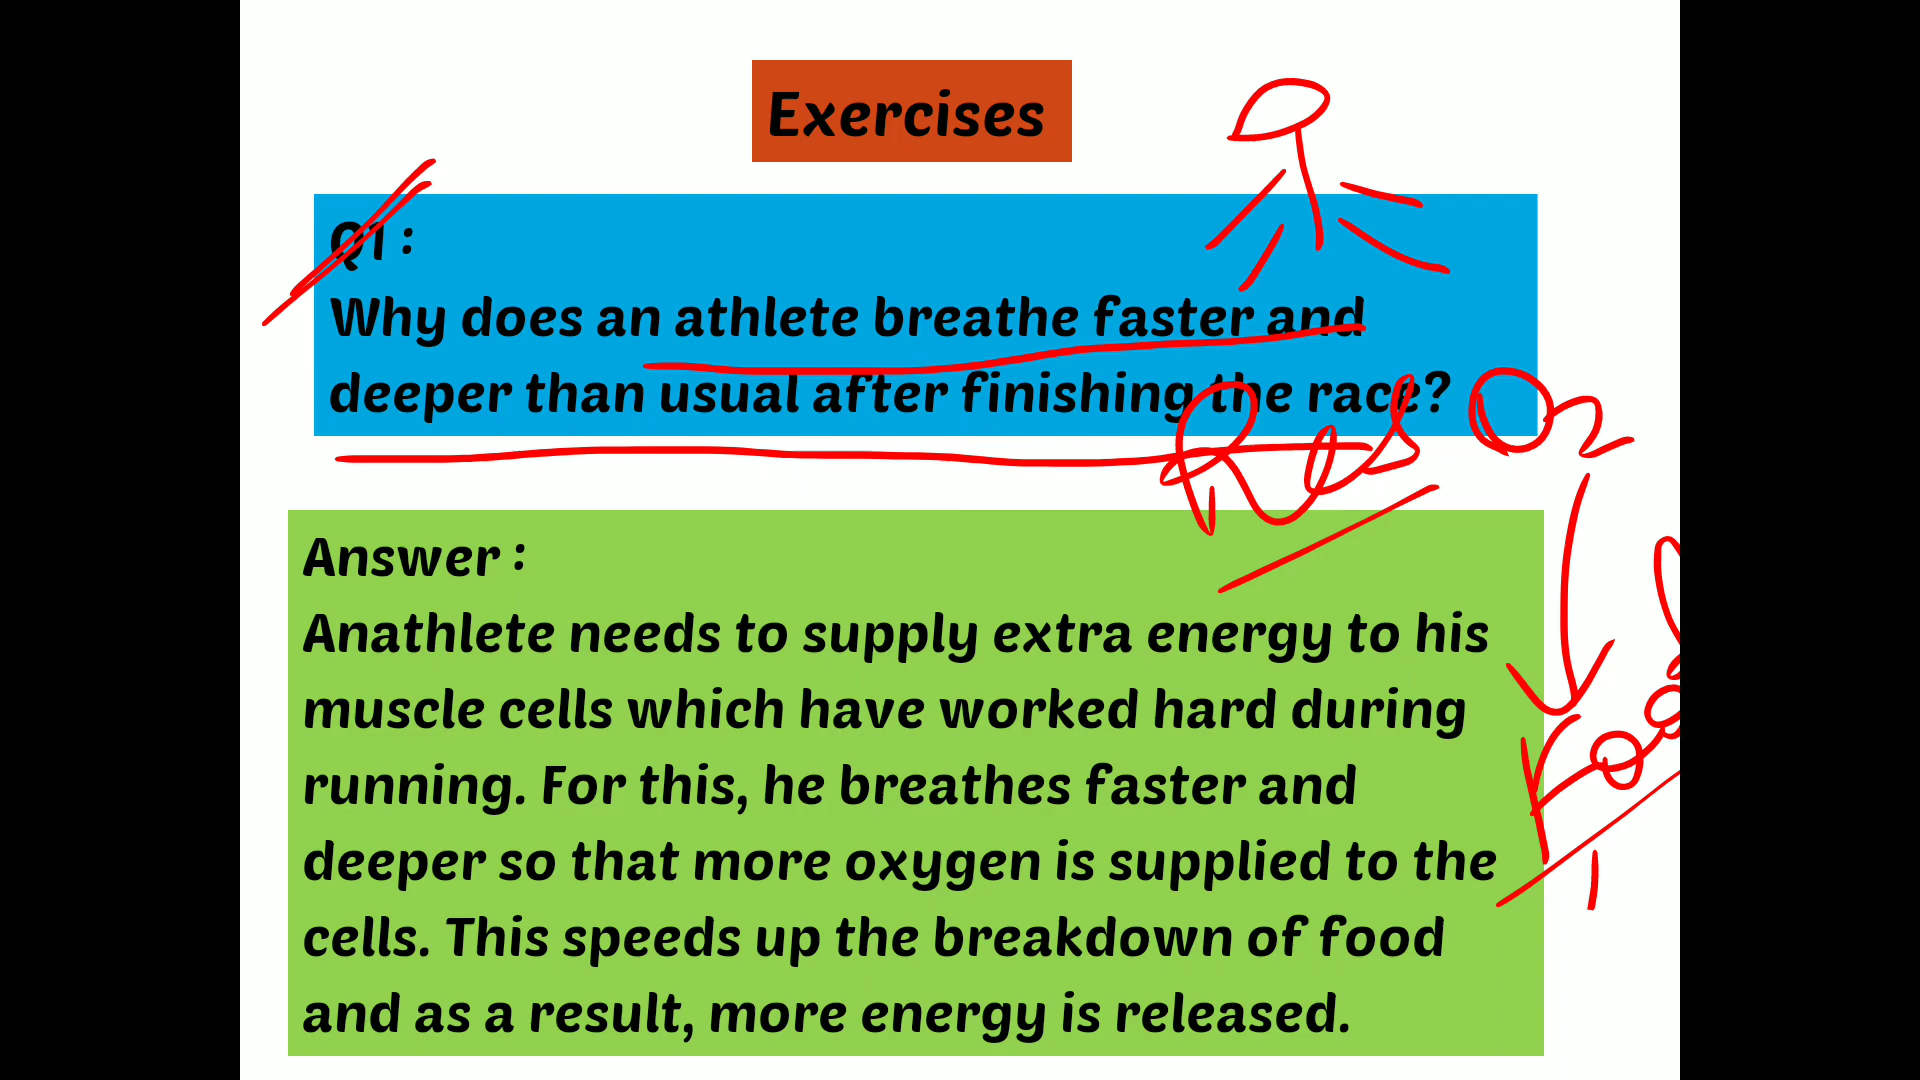 Exercises
Q1 :
Why does an athlete breathe faster and
deeper than usual after finishing the race?
Answer :
Anathlete needs to supply extra energy to his
muscle cells which have worked hard during
running. For this, he breathes faster and
deeper so that more oxygen is supplied to the
cells. This speeds up the breakdown of food
and as a result, more energy is released.